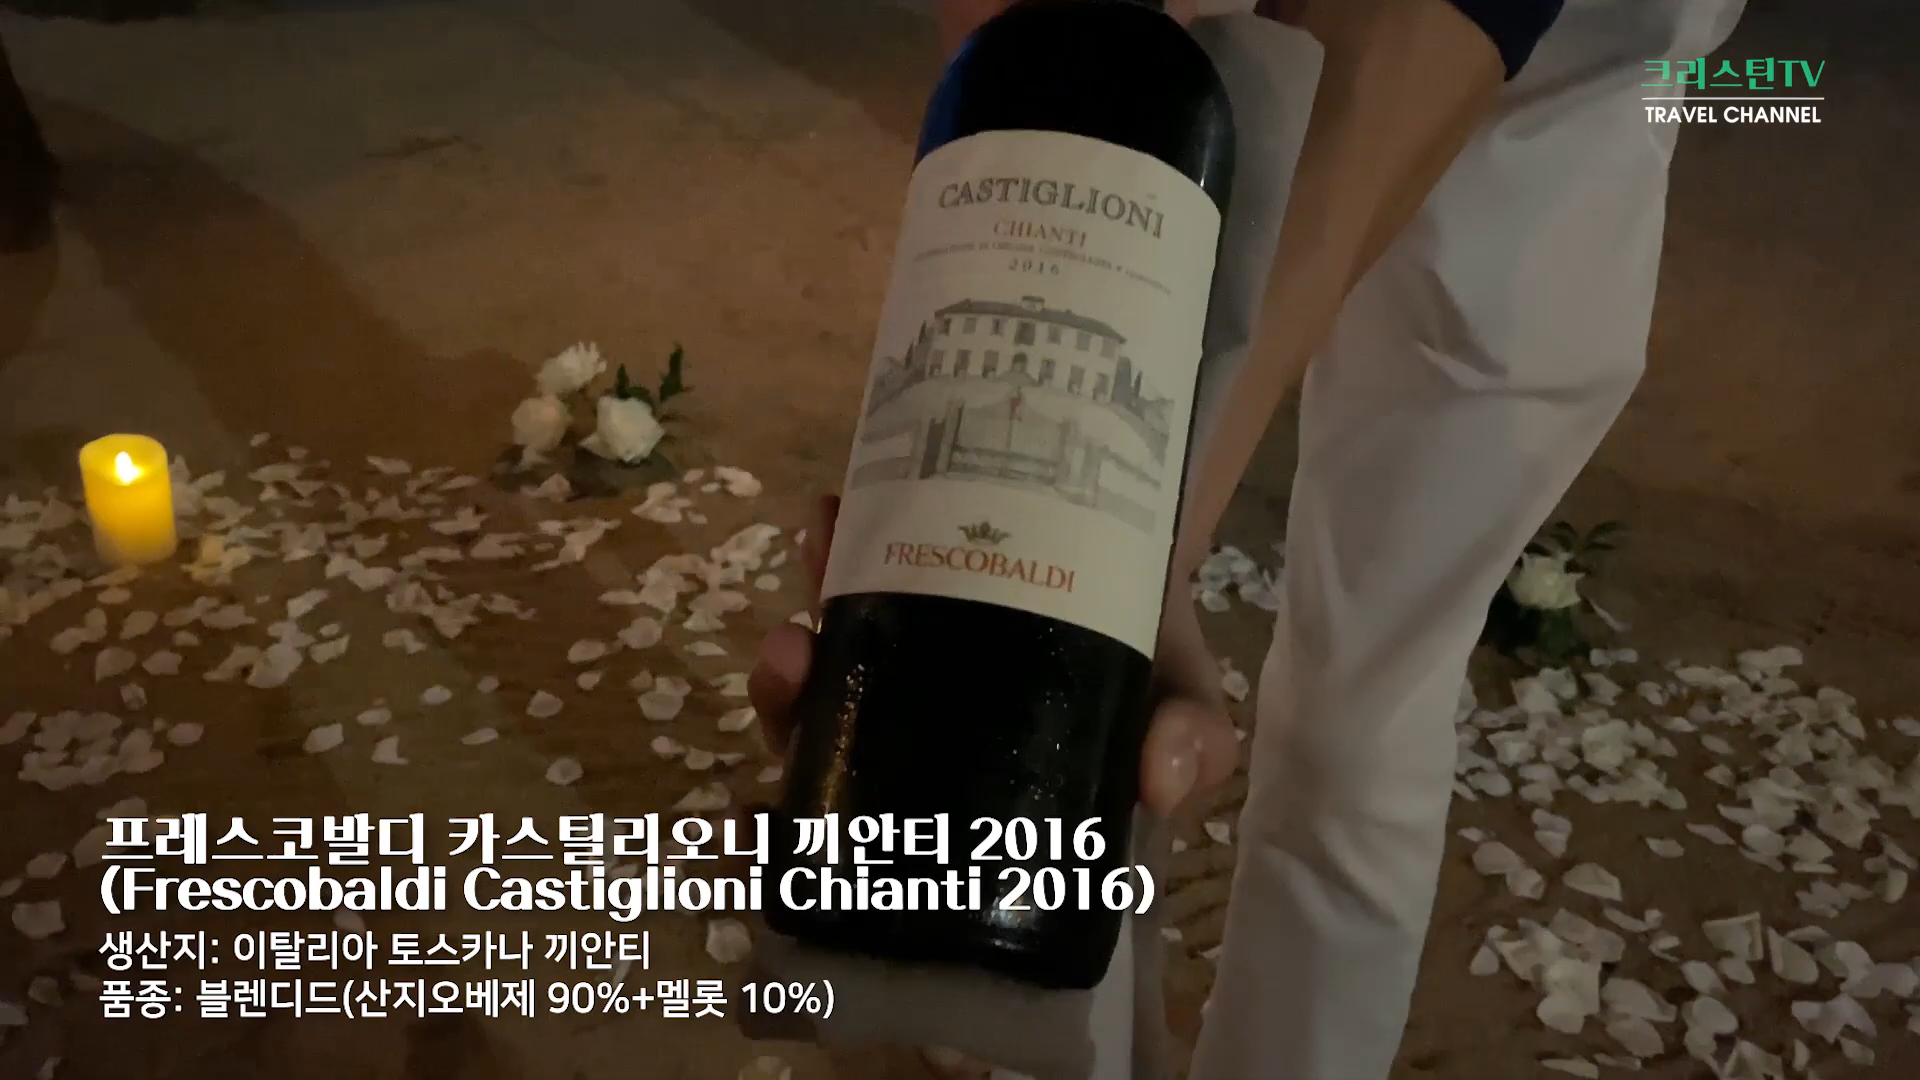 크리스틴TV
TRAVEL CHANNEL
CASTIGLIONI
CHIANTI
2016
FRESCOBALDI
프레스코발디 카스틸리오니 끼안티 2016
(Frescobaldi Castiglioni Chianti 2016)
생산지: 이탈리아 토스카나 끼안티
품종: 블렌디드(산지오베제 90%+멜롯 10%)